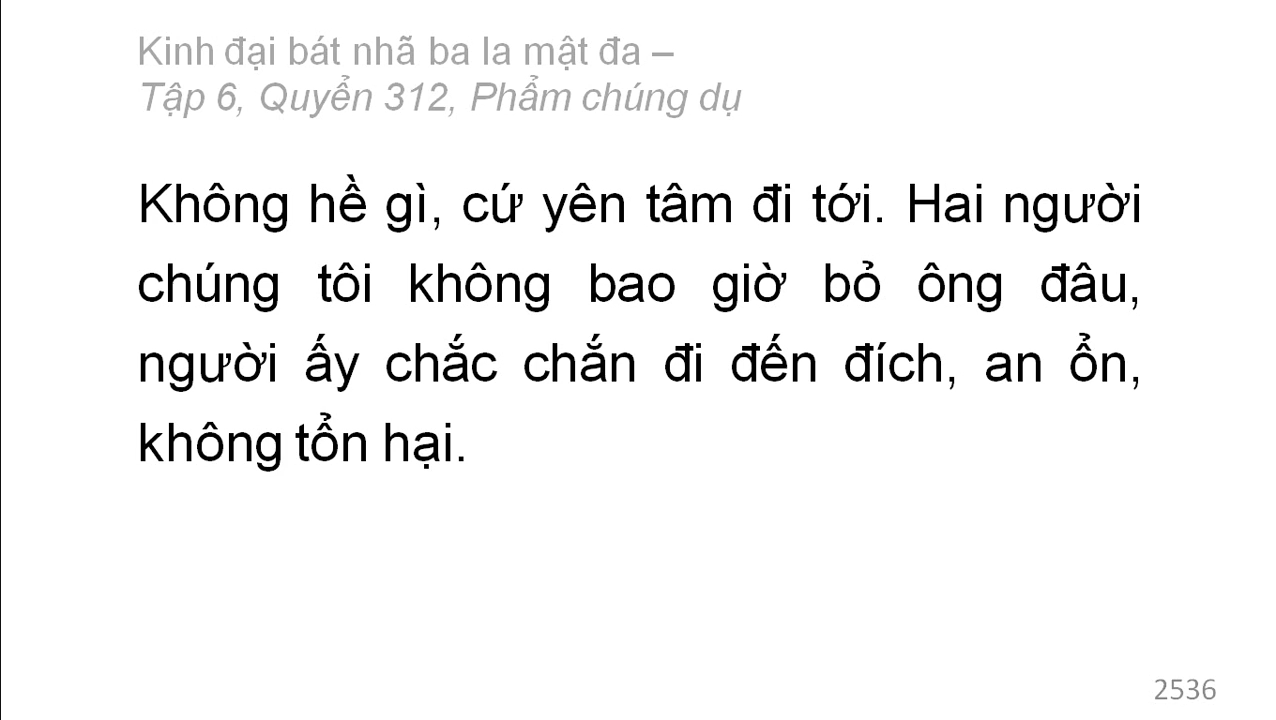 Kinh đại bát nhã ba la mật đa –
Tập 6, Quyển 312, Phẩm chúng dụ
Không hề gì, cứ yên tâm đi tới. Hai người
chúng tôi không bao giờ bỏ ông đâu,
người ấy chắc chắn đi đến đích, an ổn,
không tổn hại.
2536